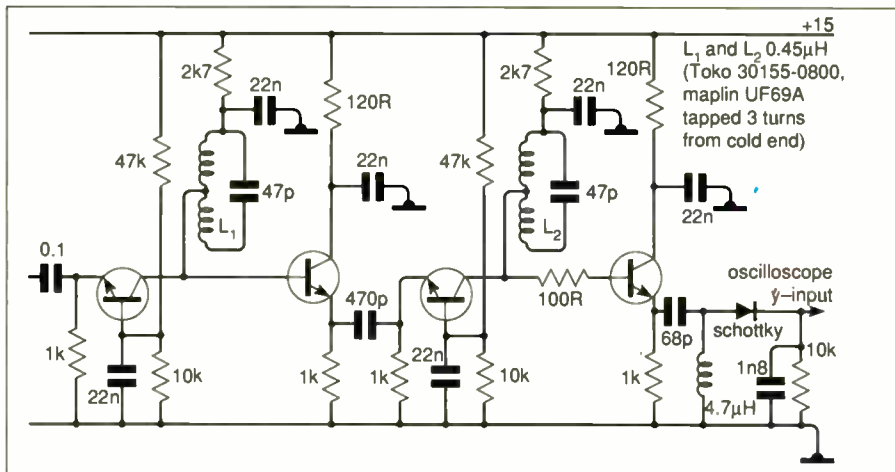 +15
2k7
22n
120R
2k7
22n
120R
L₁ and L₂ 0.45μH
(Toko 30155-0800,
maplin UF69A
tapped 3 turns
from cold end)
47k
22n
47p
L₁
47k
22n
47p
L₂
0.1
470p
100R
oscilloscope
y-input
68p
schottky
1k
22n
10k
1k
1k
22n
10k
1k
4.7μH
1n8
10k